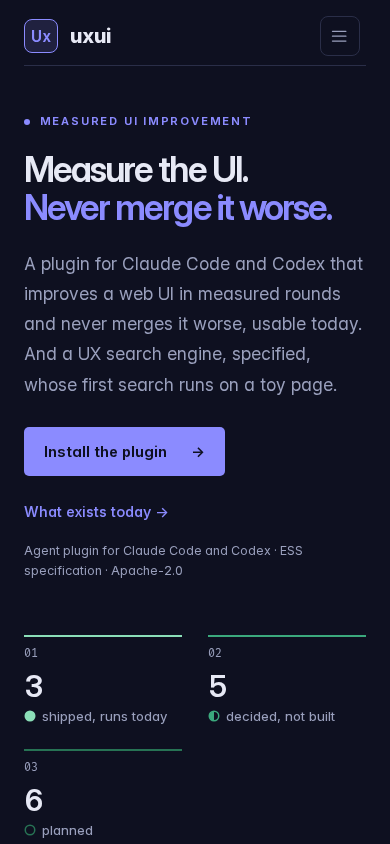 Ux uxui
MEASURED UI IMPROVEMENT
Measure the UI.
Never merge it worse.
A plugin for Claude Code and Codex that
improves a web UI in measured rounds
and never merges it worse, usable today.
And a UX search engine, specified,
whose first search runs on a toy page.
Install the plugin →
What exists today →
Agent plugin for Claude Code and Codex · ESS
specification · Apache-2.0
01
3
shipped, runs today
02
5
decided, not built
03
6
planned